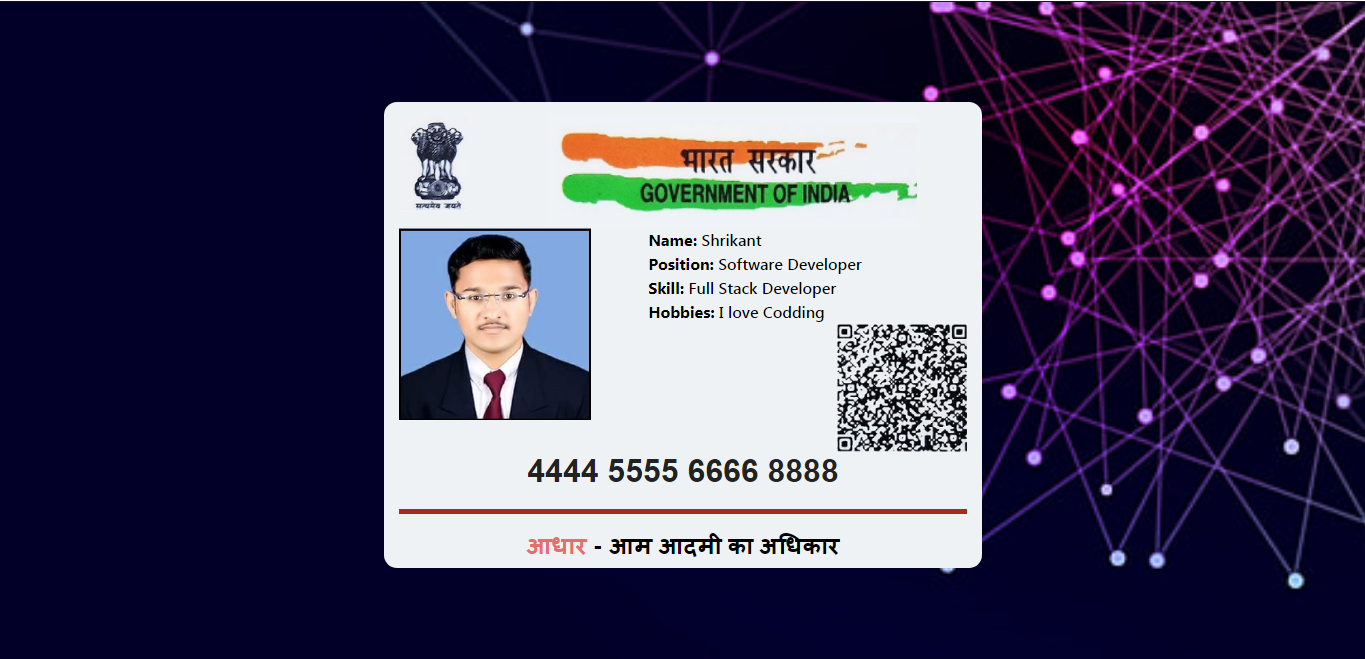 सत्यमेव जयते
भारत सरकार
GOVERNMENT OF INDIA
Name: Shrikant
Position: Software Developer
Skill: Full Stack Developer
Hobbies: I love Codding
4444 5555 6666 8888
आधार - आम आदमी का अधिकार